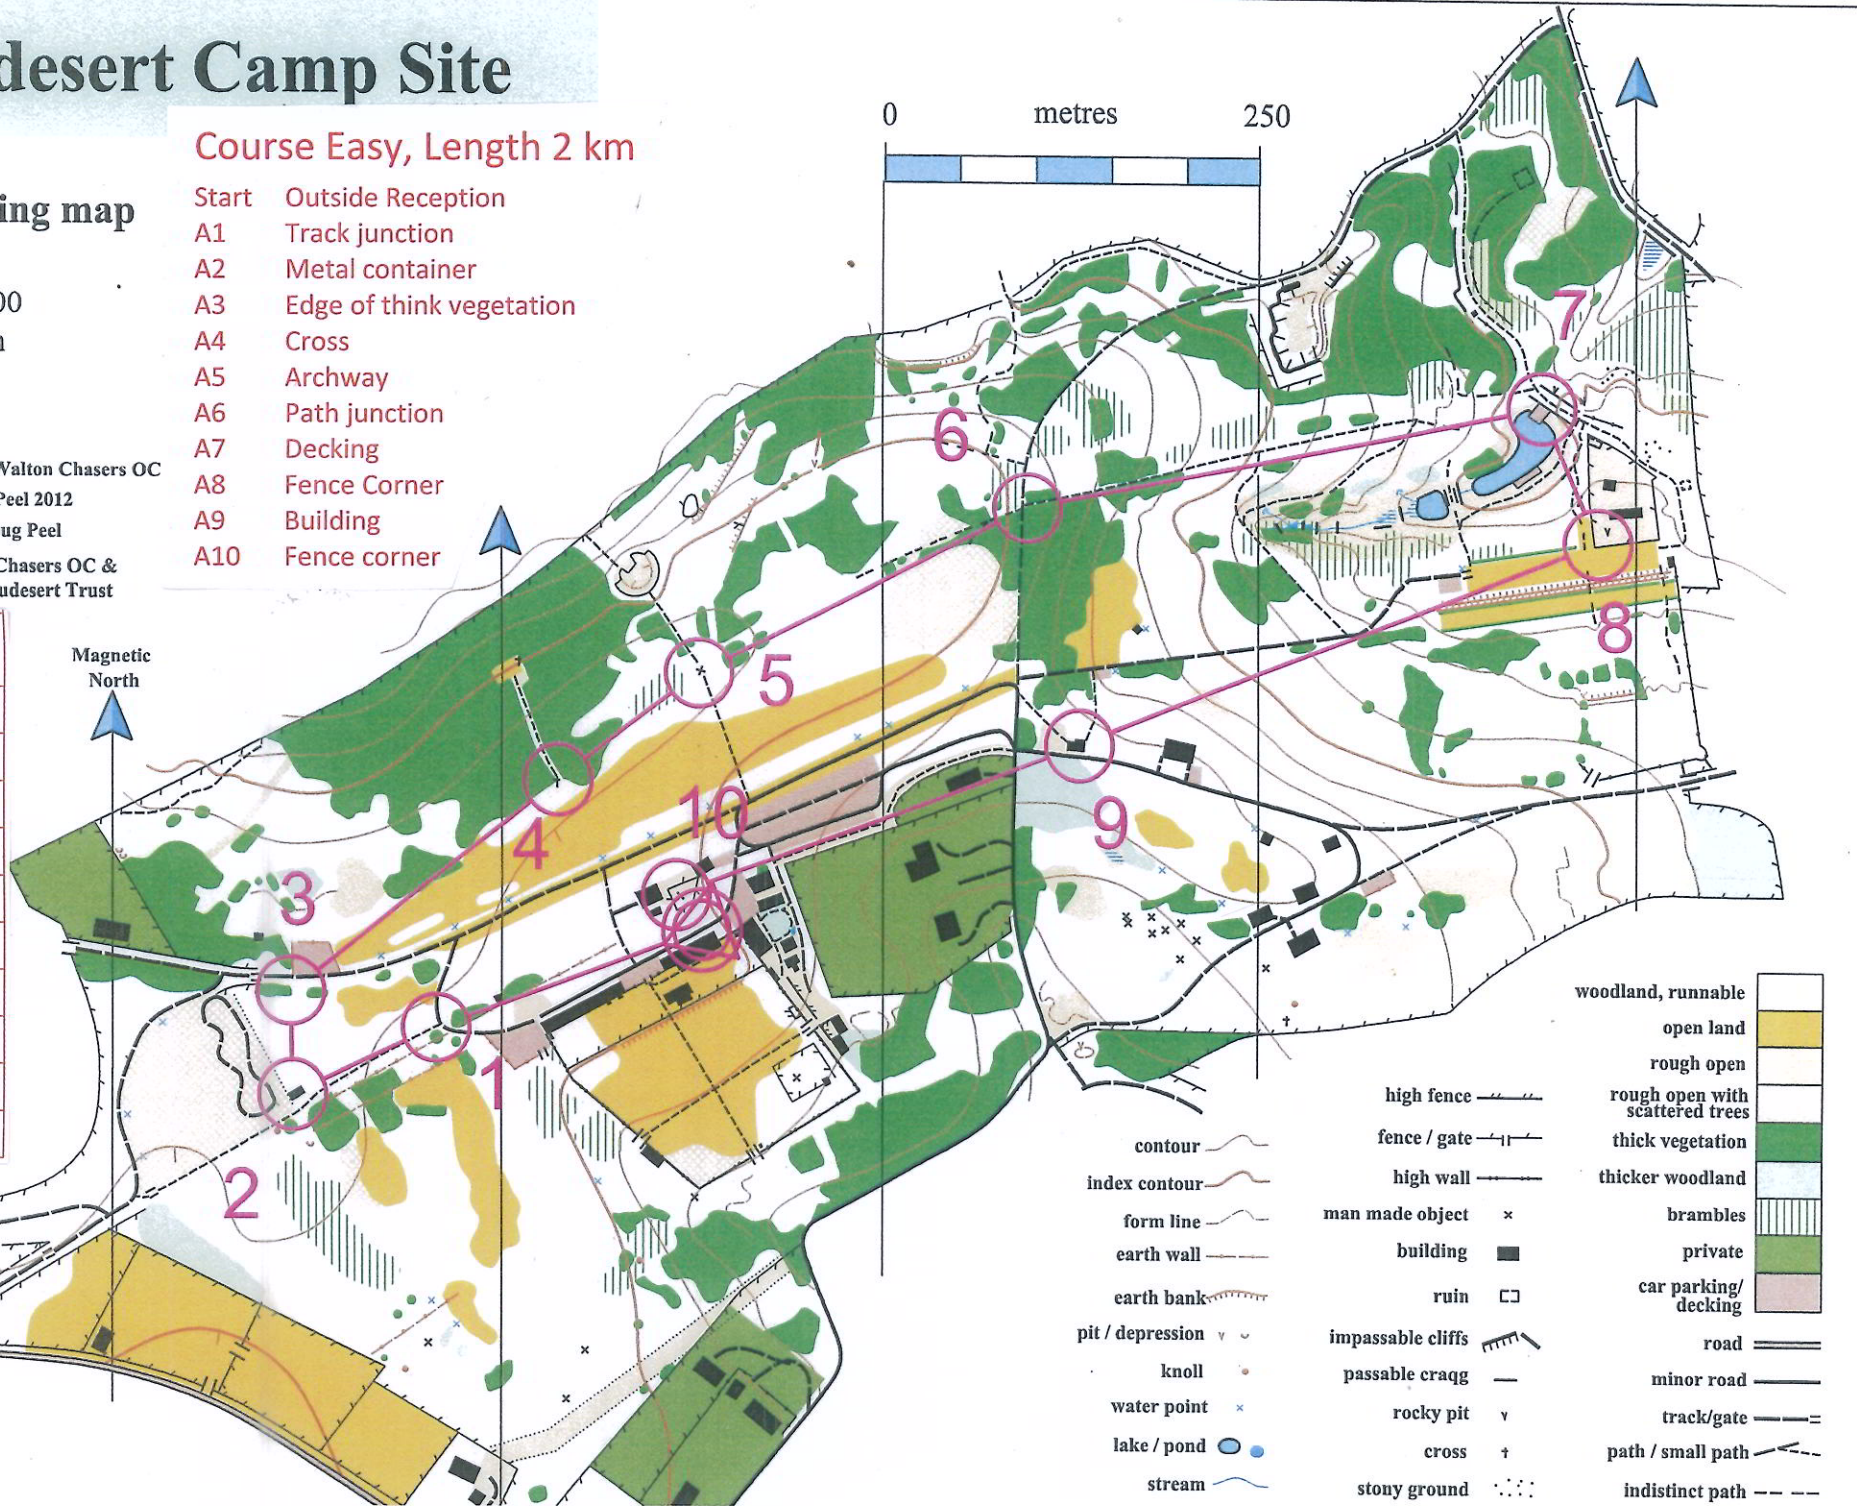 desert Camp Site
Course Easy, Length 2 km
Start Outside Reception
A1 Track junction
A2 Metal container
A3 Edge of think vegetation
A4 Cross
A5 Archway
A6 Path junction
A7 Decking
A8 Fence Corner
A9 Building
A10 Fence corner
ing map
00
Walton Chasers OC
Peel 2012
ug Peel
Chasers OC &
udesert Trust
Magnetic
North
0 metres 250
7
6
5
8
10
9
4
3
1
2
woodland, runnable
open land
rough open
rough open with
scattered trees
thick vegetation
thicker woodland
brambles
private
car parking/
decking
road
minor road
track/gate
path / small path
indistinct path
high fence
fence / gate
high wall
man made object
building
ruin
impassable cliffs
passable craqg
rocky pit
cross
stony ground
contour
index contour
form line
earth wall
earth bank
pit / depression
knoll
water point
lake / pond
stream